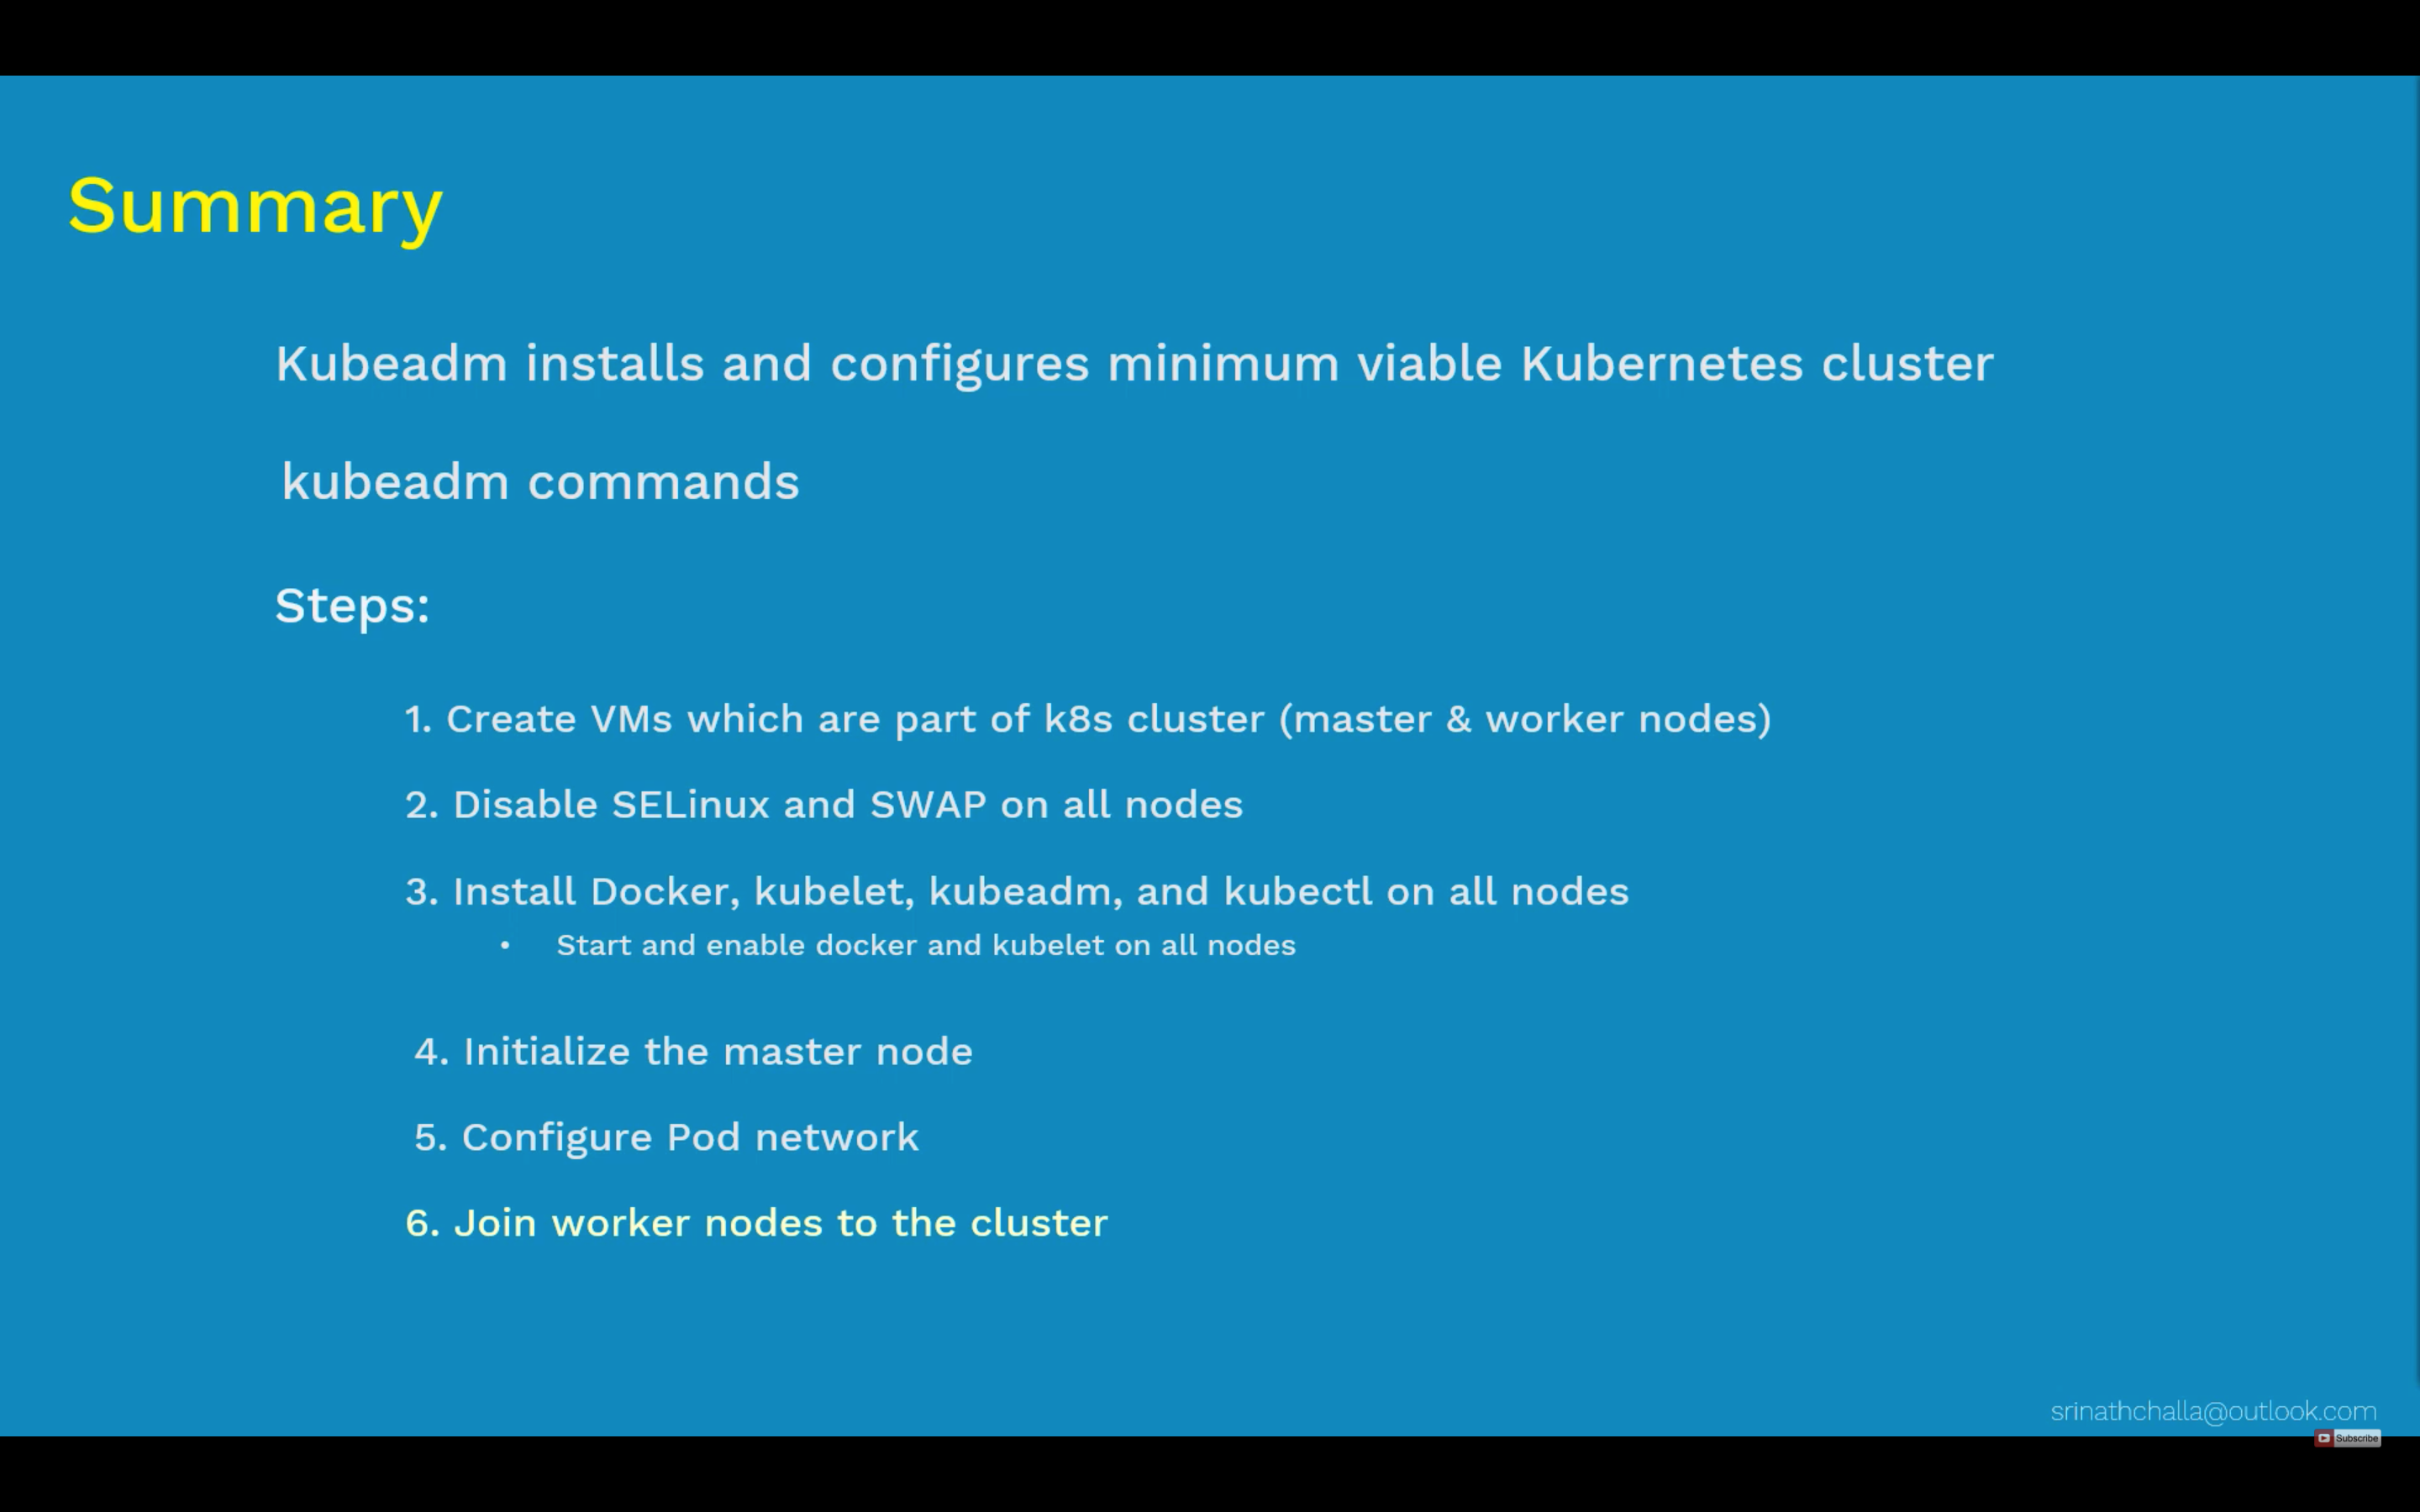 Summary
Kubeadm installs and configures minimum viable Kubernetes cluster
kubeadm commands
Steps:
1. Create VMs which are part of k8s cluster (master & worker nodes)
2. Disable SELinux and SWAP on all nodes
3. Install Docker, kubelet, kubeadm, and kubectl on all nodes
• Start and enable docker and kubelet on all nodes
4. Initialize the master node
5. Configure Pod network
6. Join worker nodes to the cluster
srinathchalla@outlook.com
Subscribe